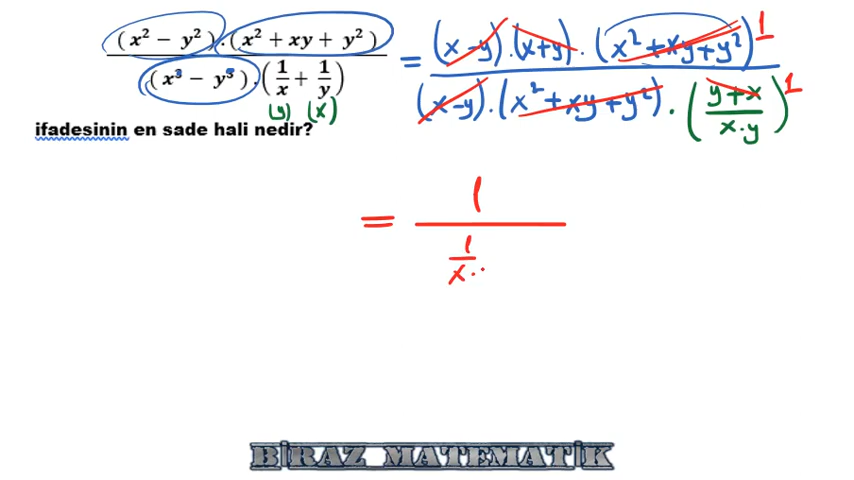 (x² − y²).(x² + xy + y²) / (x³ − y³).(1/x + 1/y) = (x−y).(x+y).(x²+xy+y²) 1 / (x−y).(x²+xy+y²).((y+x)/(x.y)) 1
(y) (x)
ifadesinin en sade hali nedir?
= 1 / (1/x.
BİRAZ MATEMATİK